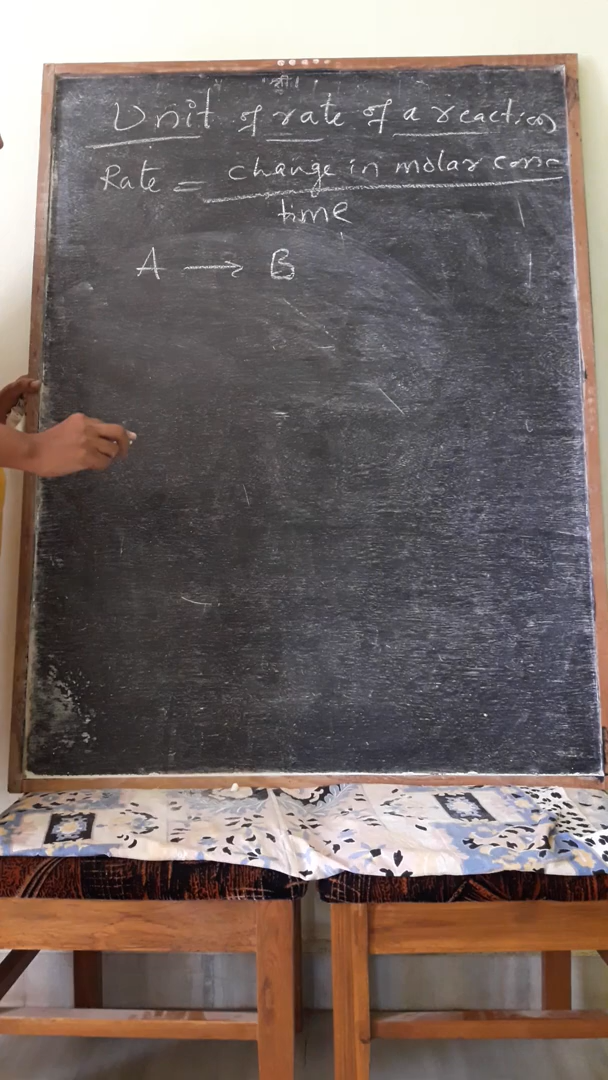 श्री
Unit of rate of a reaction
Rate = change in molar conc
time
A → B